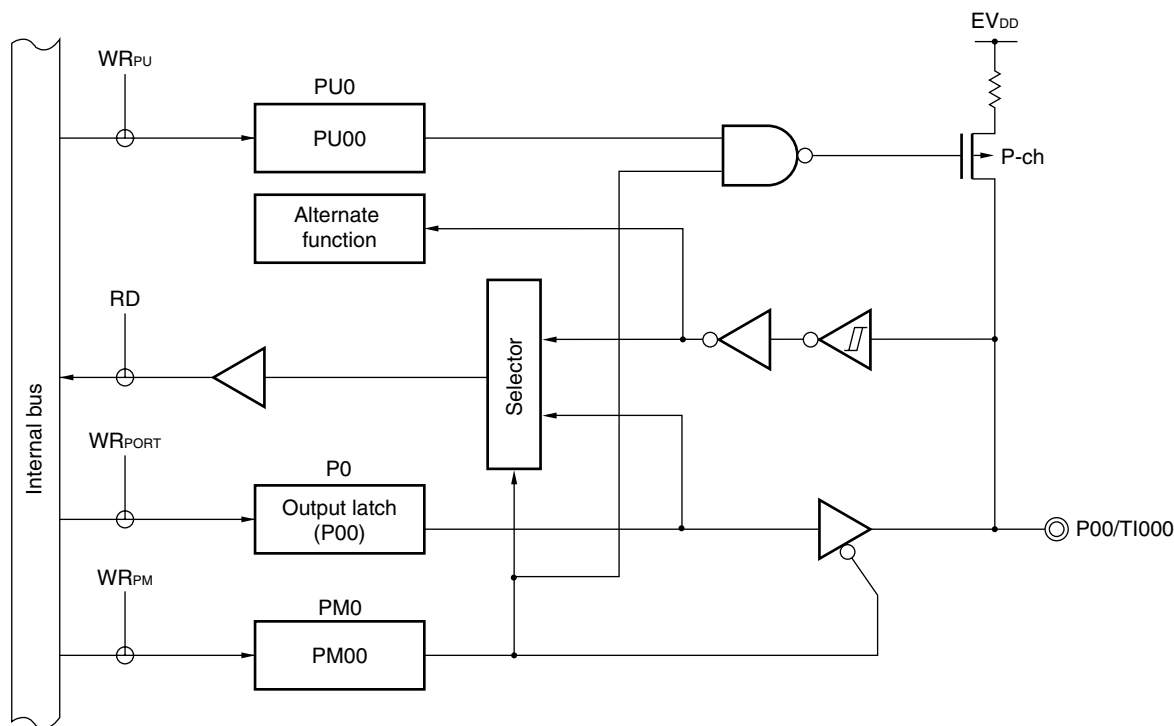 EVDD
WRPU
PU0
PU00
P-ch
Alternate
function
RD
Selector
Internal bus
WRPORT
P0
Output latch
(P00)
P00/TI000
WRPM
PM0
PM00